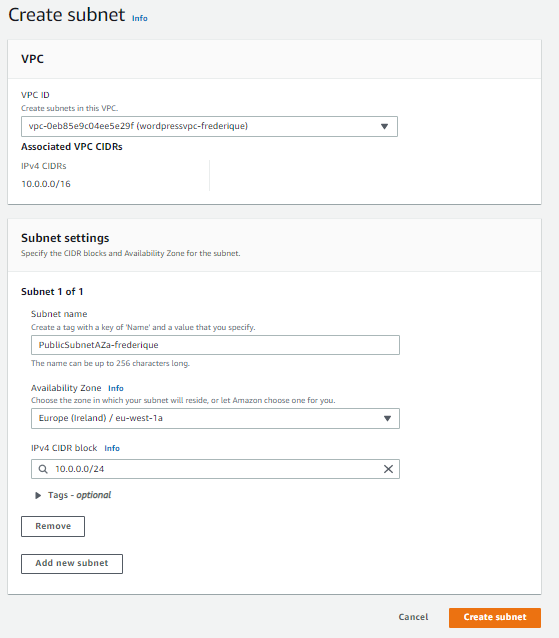 Create subnet Info
VPC
VPC ID
Create subnets in this VPC.
vpc-0eb85e9c04ee5e29f (wordpressvpc-frederique)
Associated VPC CIDRs
IPv4 CIDRs
10.0.0.0/16
Subnet settings
Specify the CIDR blocks and Availability Zone for the subnet.
Subnet 1 of 1
Subnet name
Create a tag with a key of 'Name' and a value that you specify.
PublicSubnetAZa-frederique
The name can be up to 256 characters long.
Availability Zone Info
Choose the zone in which your subnet will reside, or let Amazon choose one for you.
Europe (Ireland) / eu-west-1a
IPv4 CIDR block Info
10.0.0.0/24
Tags - optional
Remove
Add new subnet
Cancel Create subnet